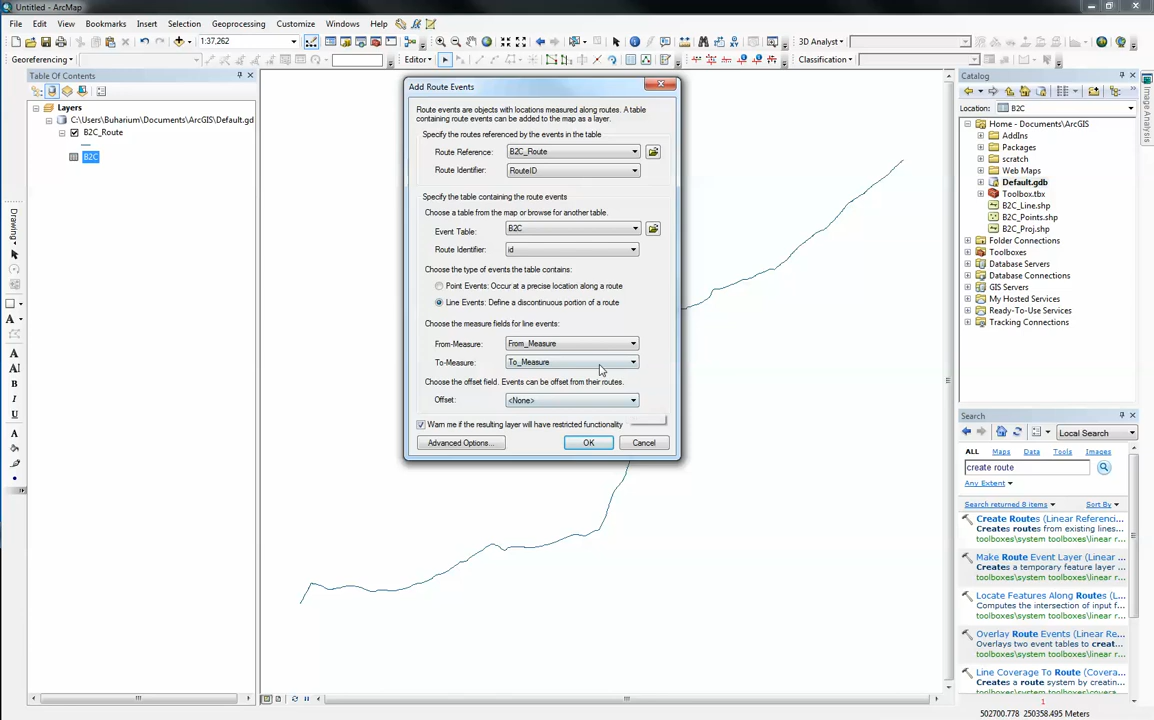 Untitled - ArcMap
File Edit View Bookmarks Insert Selection Geoprocessing Customize Windows Help
1:37,262
3D Analyst
Georeferencing
Editor
Classification
Table Of Contents
Layers
C:\Users\Buharium\Documents\ArcGIS\Default.gd
B2C_Route
B2C
Drawing
A
A
A
B
I
U
A
Add Route Events
Route events are objects with locations measured along routes. A table
containing route events can be added to the map as a layer.
Specify the routes referenced by the events in the table
Route Reference: B2C_Route
Route Identifier: RouteID
Specify the table containing the route events
Choose a table from the map or browse for another table.
Event Table: B2C
Route Identifier: id
Choose the type of events the table contains:
Point Events: Occur at a precise location along a route
Line Events: Define a discontinuous portion of a route
Choose the measure fields for line events:
From-Measure: From_Measure
To-Measure: To_Measure
Choose the offset field. Events can be offset from their routes.
Offset: <None>
Warn me if the resulting layer will have restricted functionality
Advanced Options... OK Cancel
Catalog
Location: B2C
Home - Documents\ArcGIS
AddIns
Packages
scratch
Web Maps
Default.gdb
Toolbox.tbx
B2C_Line.shp
B2C_Points.shp
B2C_Proj.shp
Folder Connections
Toolboxes
Database Servers
Database Connections
GIS Servers
My Hosted Services
Ready-To-Use Services
Tracking Connections
Image Analysis
Search
Local Search
ALL Maps Data Tools Images
create route
Any Extent
Search returned 8 items Sort By
Create Routes (Linear Referenci...
Creates routes from existing lines...
toolboxes\system toolboxes\linear r...
Make Route Event Layer (Linear ...
Creates a temporary feature layer ...
toolboxes\system toolboxes\linear r...
Locate Features Along Routes (L...
Computes the intersection of input f...
toolboxes\system toolboxes\linear r...
Overlay Route Events (Linear Re...
Overlays two event tables to creat...
toolboxes\system toolboxes\linear r...
Line Coverage To Route (Covera...
Creates a route system by creatin...
toolboxes\system toolboxes\covera...
1
502700.778 250358.495 Meters